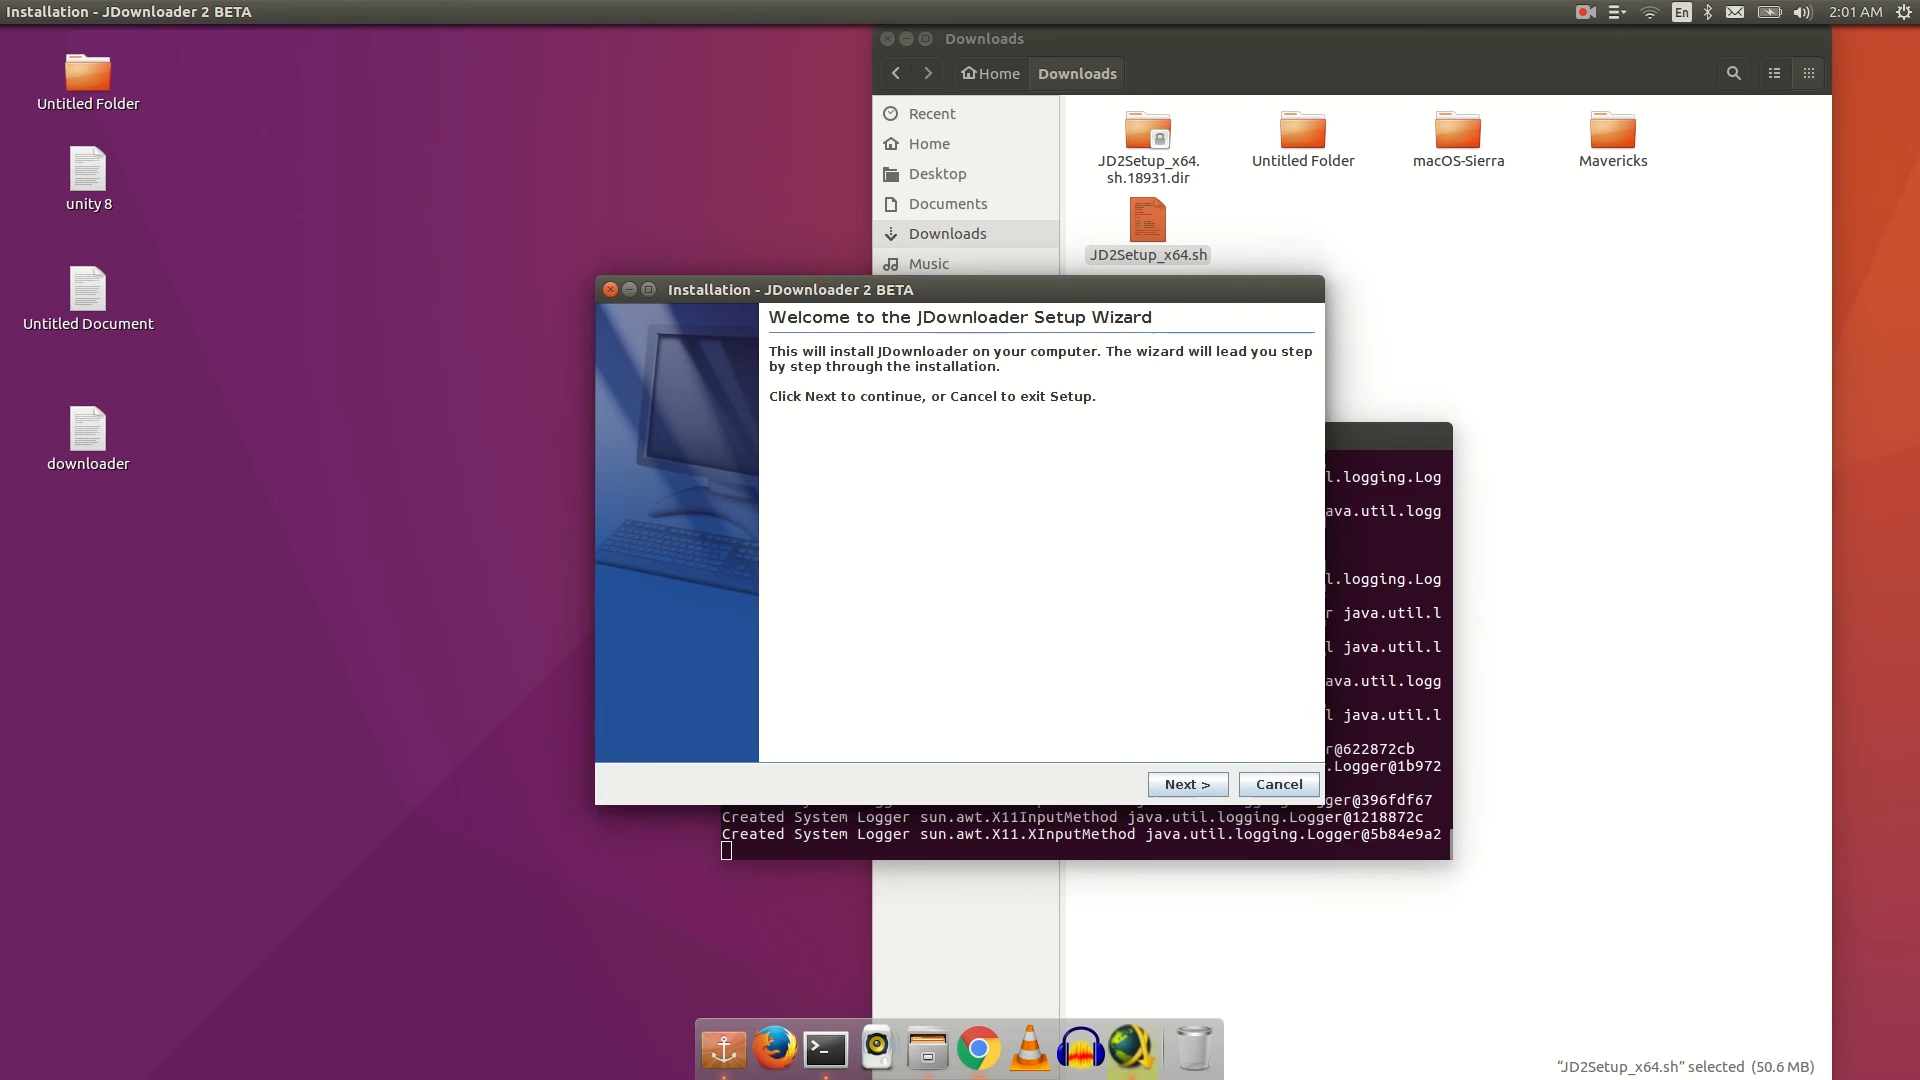 Installation - JDownloader 2 BETA
En
2:01 AM
Untitled Folder
unity 8
Untitled Document
downloader
Downloads
Home
Downloads
Recent
Home
Desktop
Documents
Downloads
Music
JD2Setup_x64.
sh.18931.dir
Untitled Folder
macOS-Sierra
Mavericks
JD2Setup_x64.sh
Installation - JDownloader 2 BETA
Welcome to the JDownloader Setup Wizard
This will install JDownloader on your computer. The wizard will lead you step
by step through the installation.
Click Next to continue, or Cancel to exit Setup.
Next >
Cancel
l.logging.Log
ava.util.logg
l.logging.Log
r java.util.l
l java.util.l
ava.util.logg
l java.util.l
r@622872cb
.Logger@1b972
ger@396fdf67
Created System Logger sun.awt.X11InputMethod java.util.logging.Logger@1218872c
Created System Logger sun.awt.X11.XInputMethod java.util.logging.Logger@5b84e9a2
"JD2Setup_x64.sh" selected (50.6 MB)